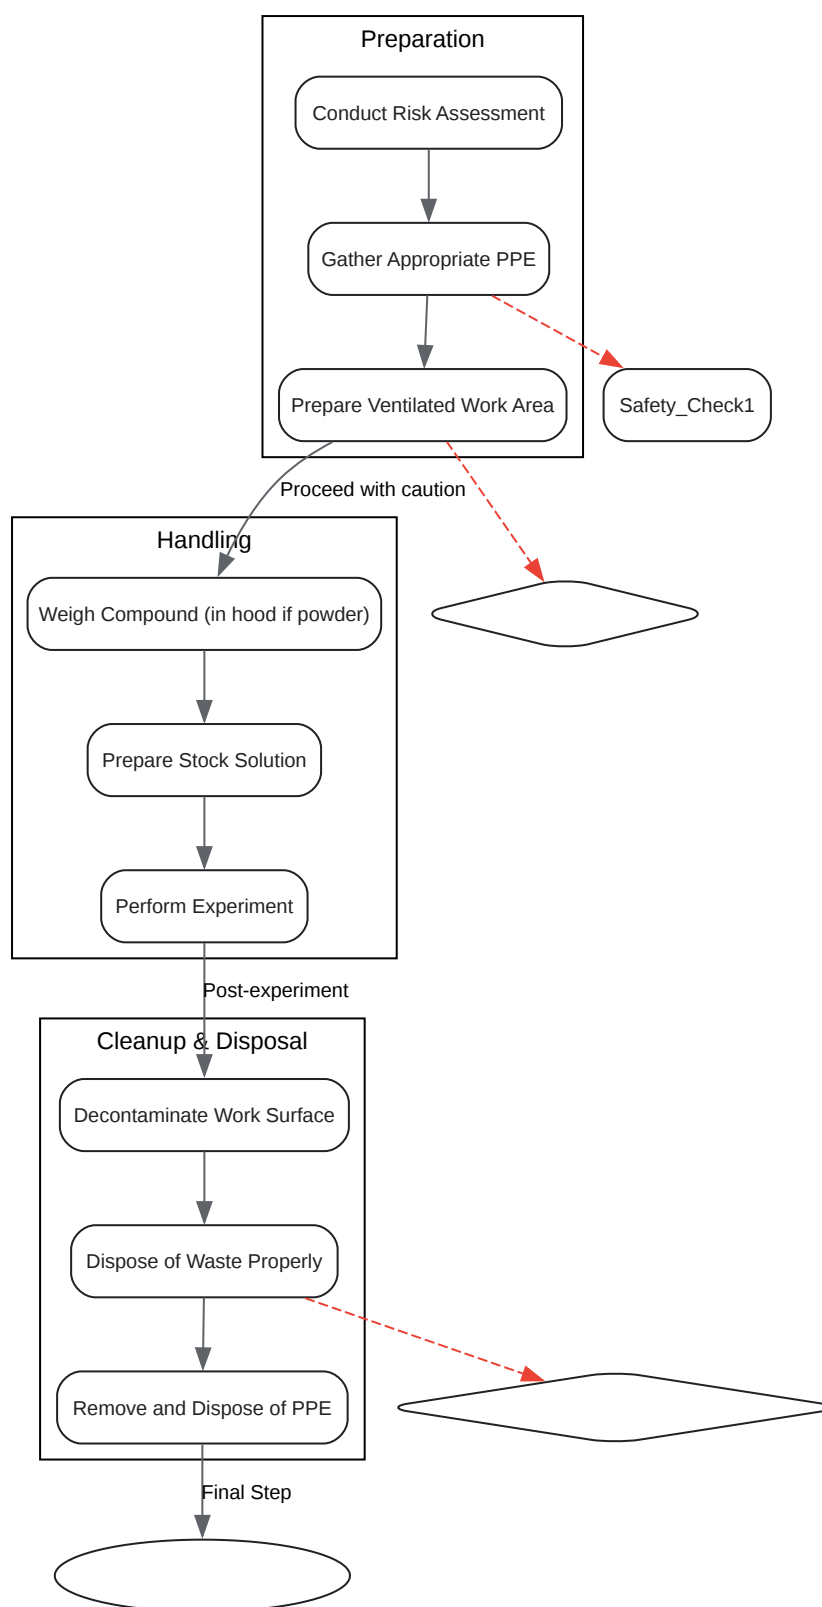 Preparation
Conduct Risk Assessment
Gather Appropriate PPE
Prepare Ventilated Work Area
Safety_Check1
Proceed with caution
Handling
Weigh Compound (in hood if powder)
Prepare Stock Solution
Perform Experiment
Post-experiment
Cleanup & Disposal
Decontaminate Work Surface
Dispose of Waste Properly
Remove and Dispose of PPE
Final Step